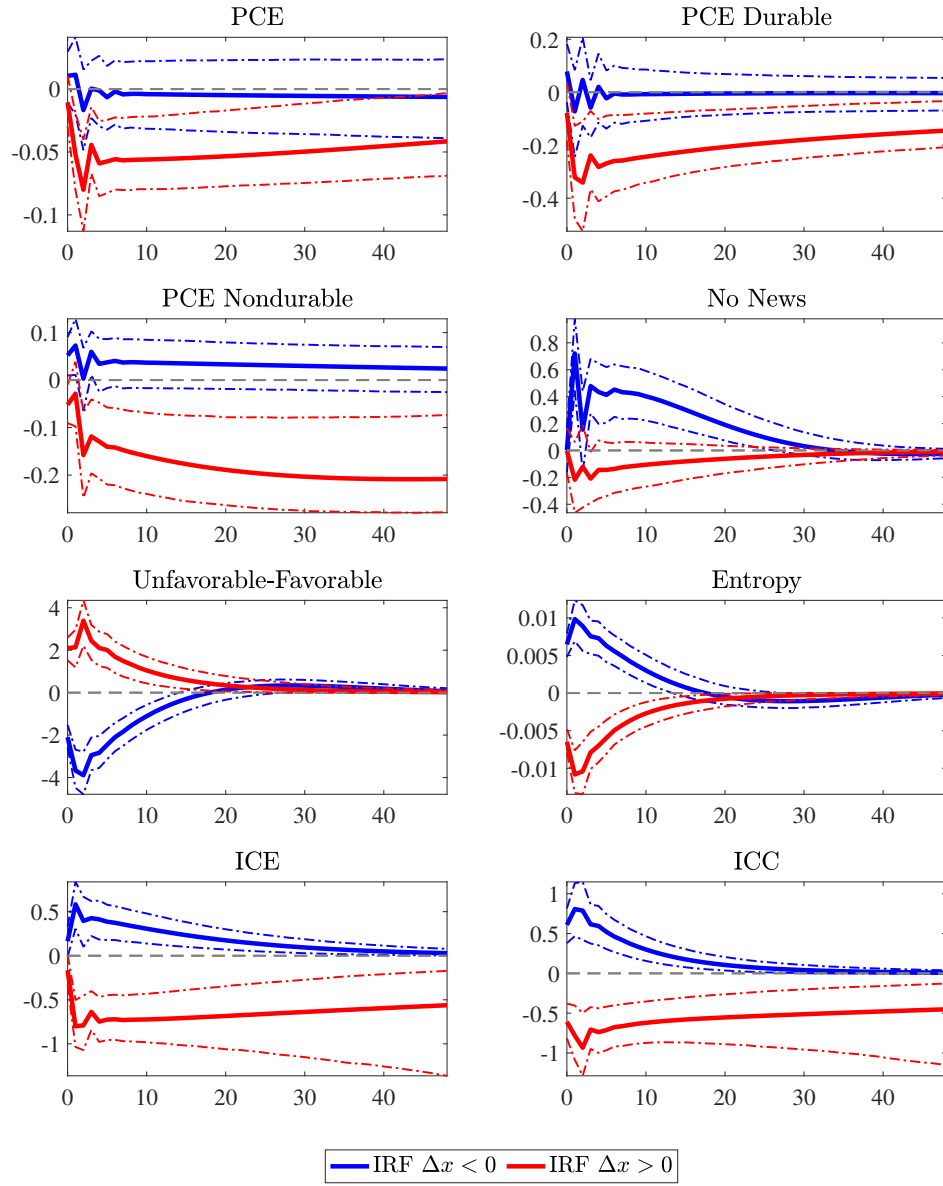 PCE
0
-0.05
-0.1
0 10 20 30 40
PCE Durable
0.2
0
-0.2
-0.4
0 10 20 30 40
PCE Nondurable
0.1
0
-0.1
-0.2
0 10 20 30 40
No News
0.8
0.6
0.4
0.2
0
-0.2
-0.4
0 10 20 30 40
Unfavorable-Favorable
4
2
0
-2
-4
0 10 20 30 40
Entropy
0.01
0.005
0
-0.005
-0.01
0 10 20 30 40
ICE
0.5
0
-0.5
-1
0 10 20 30 40
ICC
1
0.5
0
-0.5
-1
0 10 20 30 40
IRF Δx < 0 IRF Δx > 0